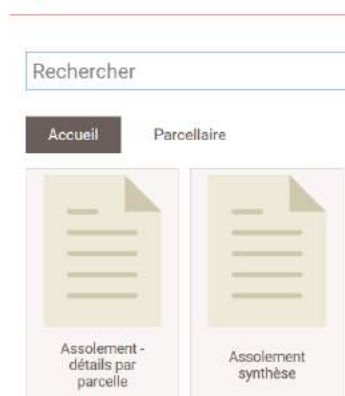 Rechercher
Accueil Parcellaire
Assolement -
détails par
parcelle
Assolement
synthèse